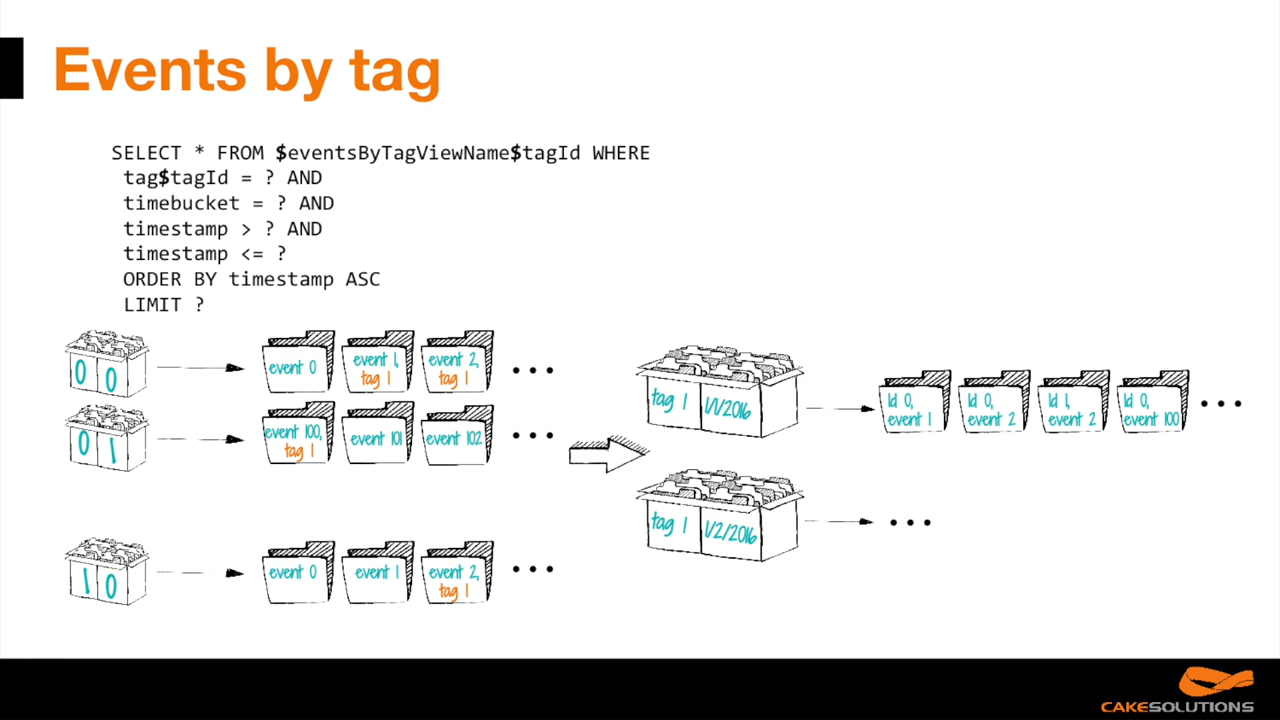 Events by tag
SELECT * FROM $eventsByTagViewName$tagId WHERE
tag$tagId = ? AND
timebucket = ? AND
timestamp > ? AND
timestamp <= ?
ORDER BY timestamp ASC
LIMIT ?
0 0
event 0
event 1,
tag 1
event 2,
tag 1
...
0 1
event 100,
tag 1
event 101
event 102
...
1 0
event 0
event 1
event 2,
tag 1
...
tag 1
1/1/2016
Id 0,
event 1
Id 0,
event 2
Id 1,
event 2
Id 0,
event 100
...
tag 1
1/2/2016
...
CAKESOLUTIONS